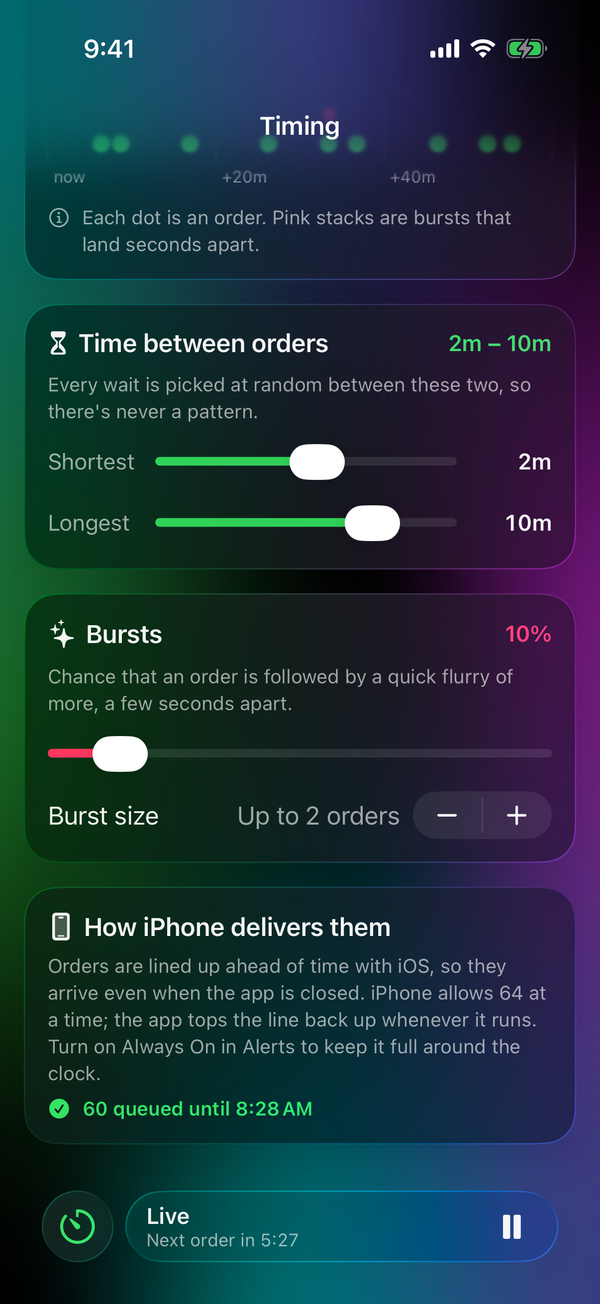 9:41
Timing
now +20m +40m
Each dot is an order. Pink stacks are bursts that
land seconds apart.
Time between orders 2m – 10m
Every wait is picked at random between these two, so
there's never a pattern.
Shortest 2m
Longest 10m
Bursts 10%
Chance that an order is followed by a quick flurry of
more, a few seconds apart.
Burst size Up to 2 orders − +
How iPhone delivers them
Orders are lined up ahead of time with iOS, so they
arrive even when the app is closed. iPhone allows 64 at
a time; the app tops the line back up whenever it runs.
Turn on Always On in Alerts to keep it full around the
clock.
60 queued until 8:28 AM
Live
Next order in 5:27